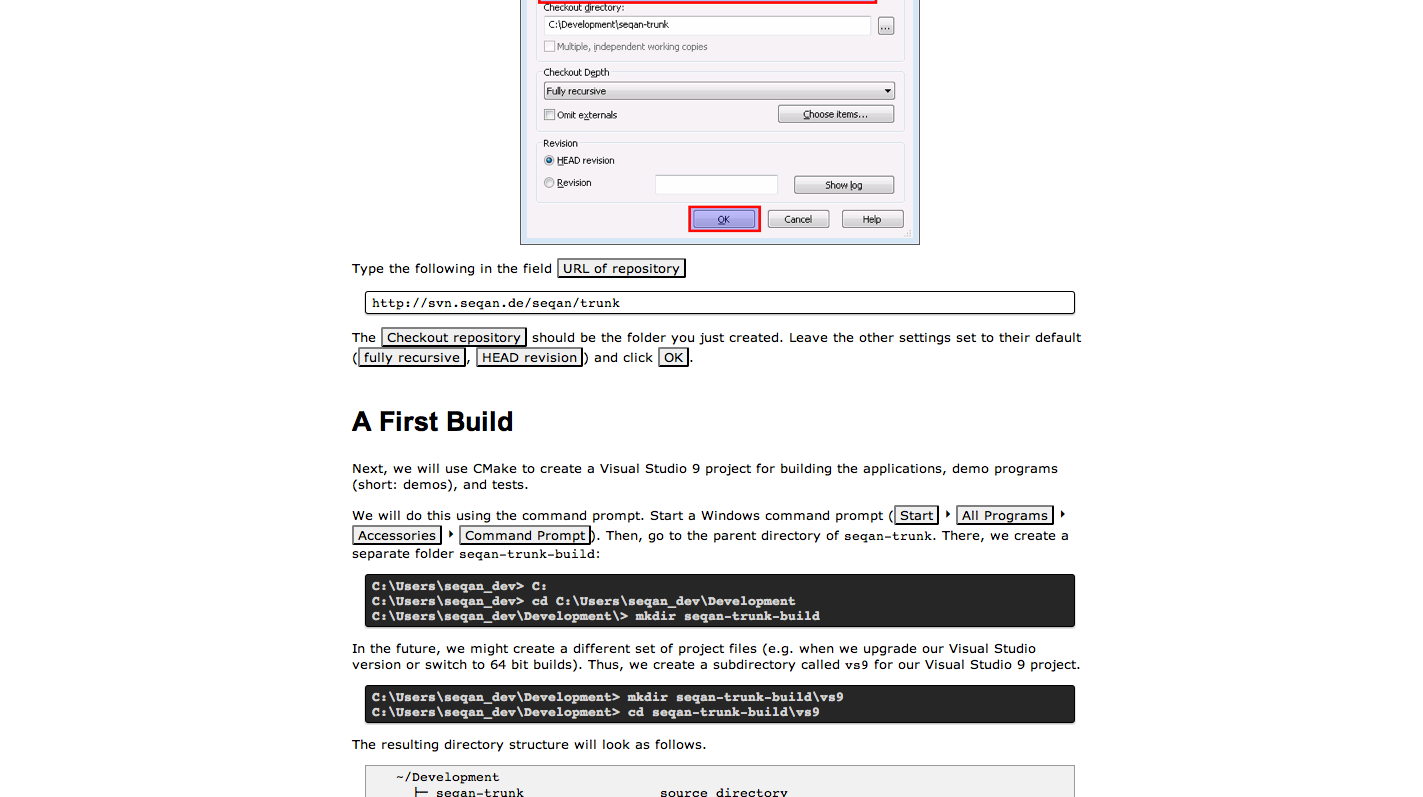 Checkout directory:
C:\Development\seqan-trunk
...
Multiple, independent working copies
Checkout Depth
Fully recursive
Omit externals
Choose items...
Revision
HEAD revision
Revision
Show log
OK Cancel Help
Type the following in the field URL of repository
http://svn.seqan.de/seqan/trunk
The Checkout repository should be the folder you just created. Leave the other settings set to their default
(fully recursive, HEAD revision) and click OK.
A First Build
Next, we will use CMake to create a Visual Studio 9 project for building the applications, demo programs
(short: demos), and tests.
We will do this using the command prompt. Start a Windows command prompt (Start ‣ All Programs ‣
Accessories ‣ Command Prompt). Then, go to the parent directory of seqan-trunk. There, we create a
separate folder seqan-trunk-build:
C:\Users\seqan_dev> C:
C:\Users\seqan_dev> cd C:\Users\seqan_dev\Development
C:\Users\seqan_dev\Development\> mkdir seqan-trunk-build
In the future, we might create a different set of project files (e.g. when we upgrade our Visual Studio
version or switch to 64 bit builds). Thus, we create a subdirectory called vs9 for our Visual Studio 9 project.
C:\Users\seqan_dev\Development> mkdir seqan-trunk-build\vs9
C:\Users\seqan_dev\Development> cd seqan-trunk-build\vs9
The resulting directory structure will look as follows.
~/Development
├─ seqan-trunk source directory